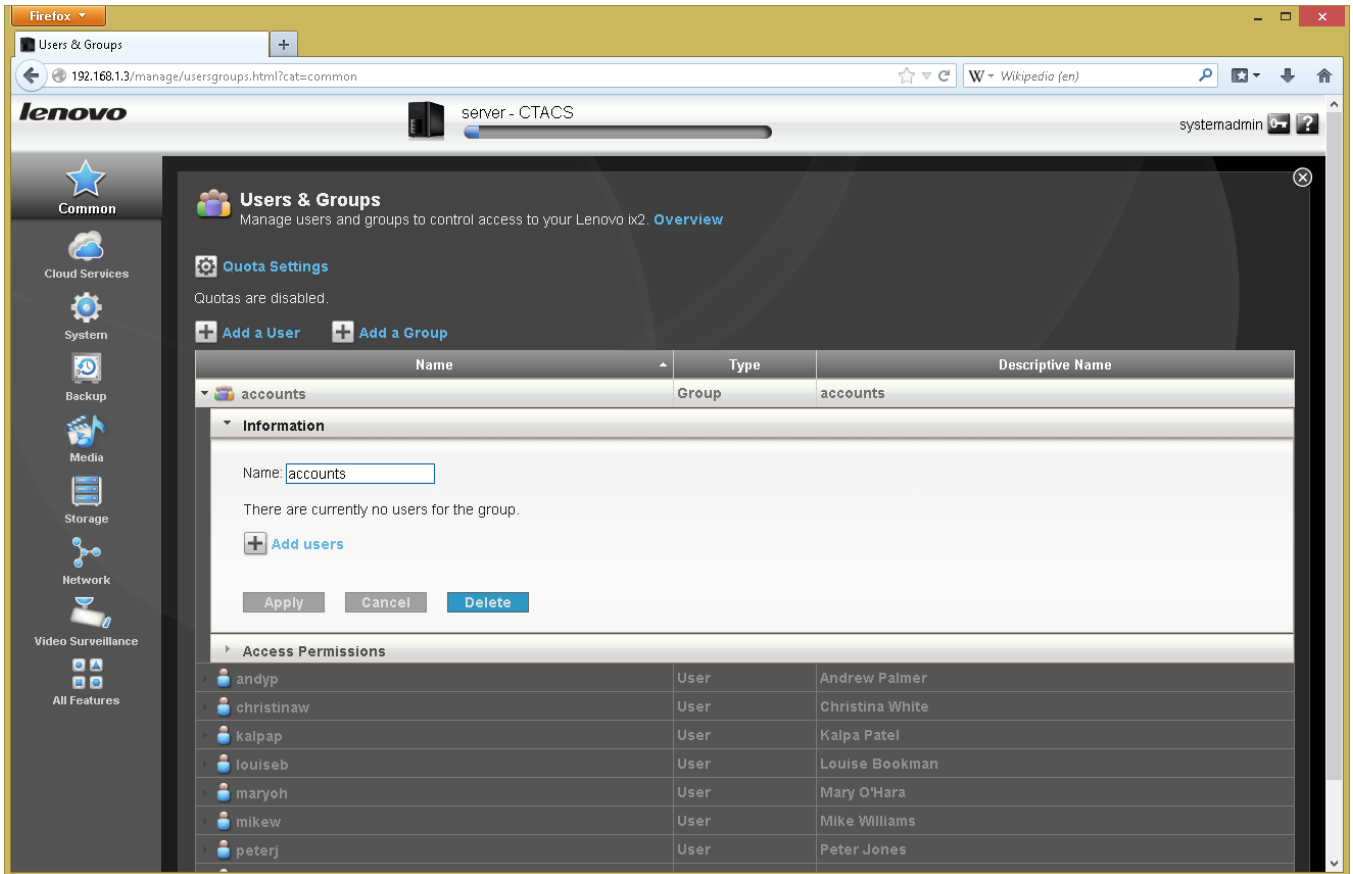 Firefox
Users & Groups
192.168.1.3/manage/usersgroups.html?cat=common
W Wikipedia (en)
lenovo
server - CTACS
systemadmin
?
Common
Cloud Services
System
Backup
Media
Storage
Network
Video Surveillance
All Features
Users & Groups
Manage users and groups to control access to your Lenovo ix2. Overview
Quota Settings
Quotas are disabled.
Add a User Add a Group
Name Type Descriptive Name
accounts Group accounts
Information
Name: accounts
There are currently no users for the group.
Add users
Apply Cancel Delete
Access Permissions
andyp User Andrew Palmer
christinaw User Christina White
kalpap User Kalpa Patel
louiseb User Louise Bookman
maryoh User Mary O'Hara
mikew User Mike Williams
peterj User Peter Jones